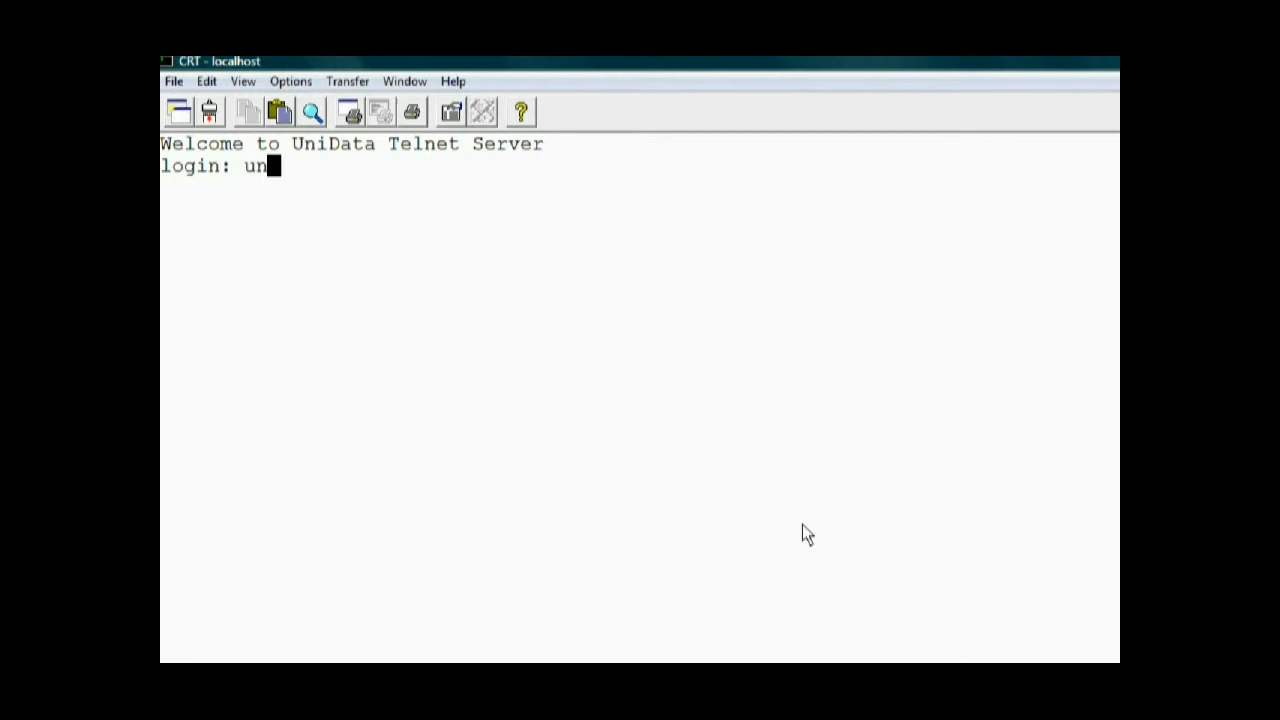 CRT - localhost
File Edit View Options Transfer Window Help
Welcome to UniData Telnet Server
login: un